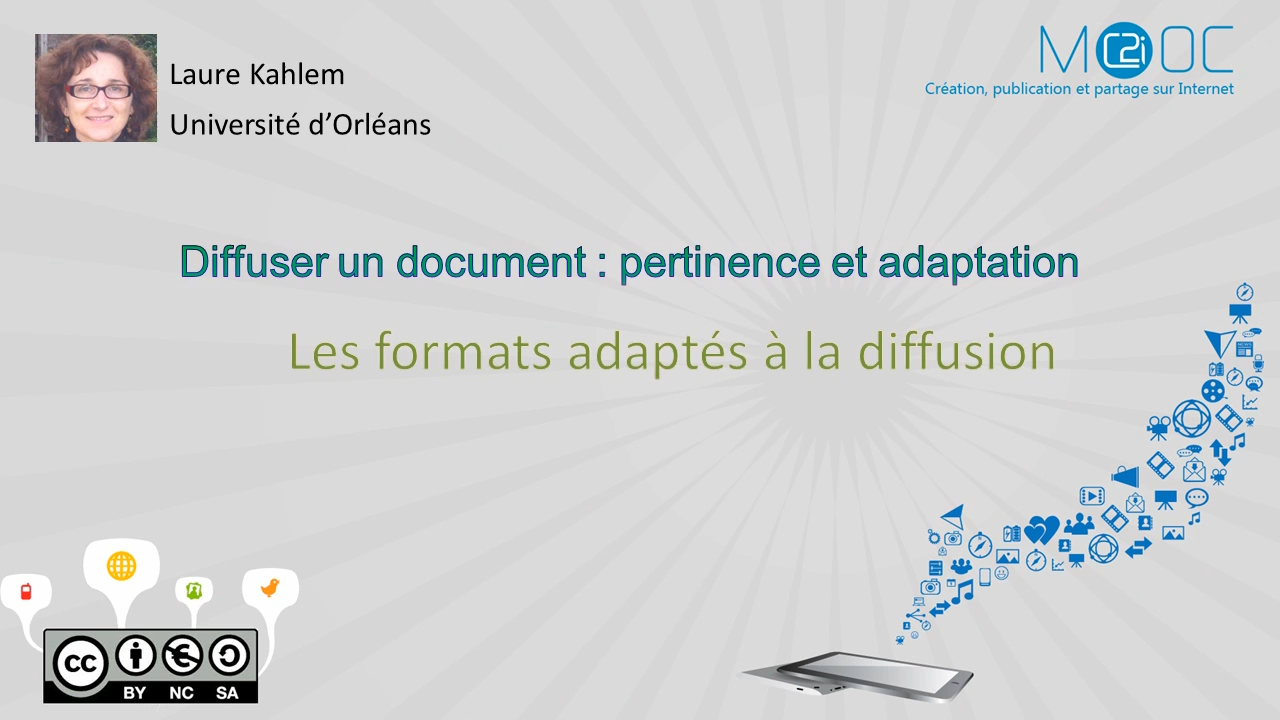 Laure Kahlem
Université d’Orléans
MC2iOC
Création, publication et partage sur Internet
Diffuser un document : pertinence et adaptation
Les formats adaptés à la diffusion
cc
BY NC SA